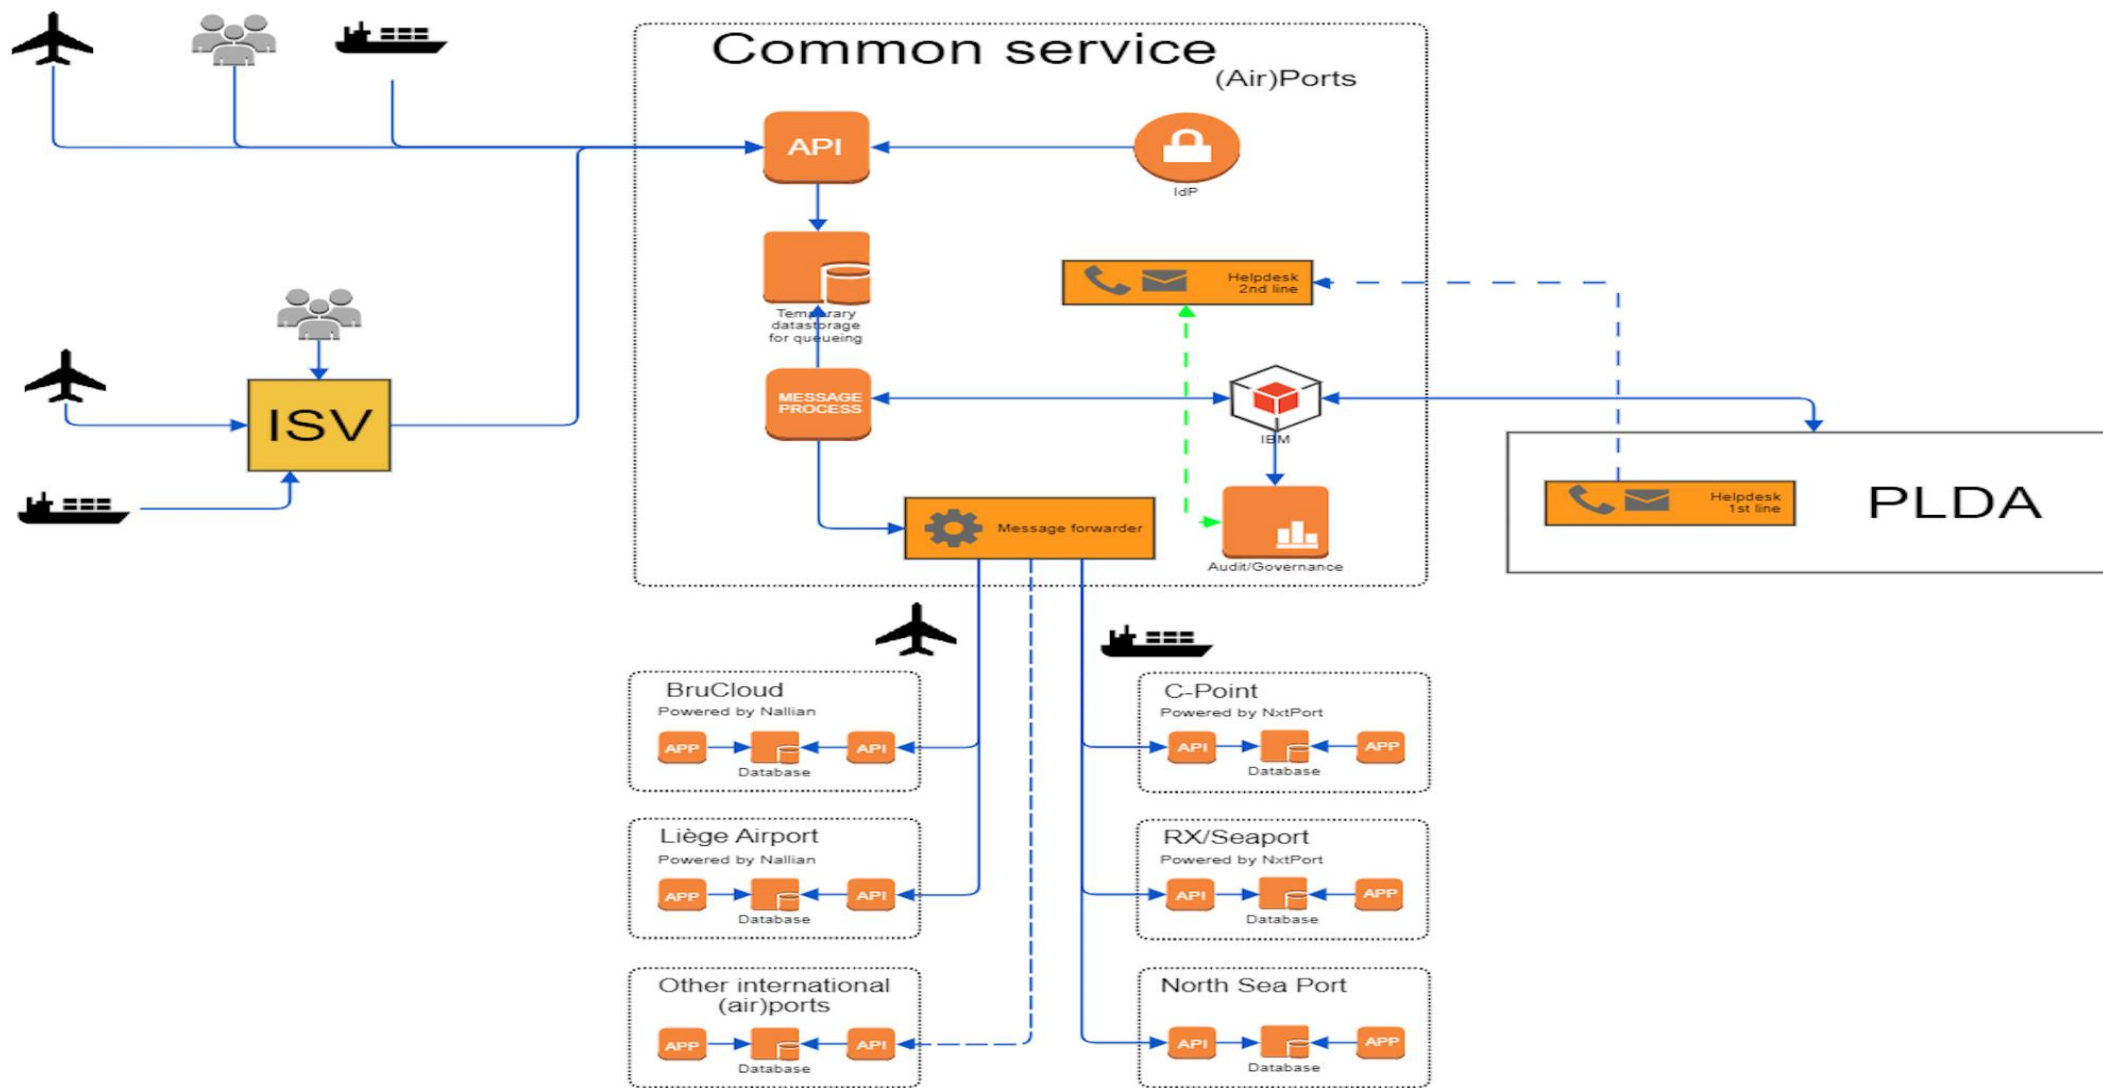 Common service
(Air)Ports
API
IdP
Temporary
datastorage
for queueing
Helpdesk
2nd line
ISV
MESSAGE
PROCESS
IBM
Helpdesk
1st line
PLDA
Message forwarder
Audit/Governance
BruCloud
Powered by Nallian
APP
API
Database
C-Point
Powered by NxtPort
API
APP
Database
Liège Airport
Powered by Nallian
APP
API
Database
RX/Seaport
Powered by NxtPort
API
APP
Database
Other international
(air)ports
APP
API
Database
North Sea Port
API
APP
Database